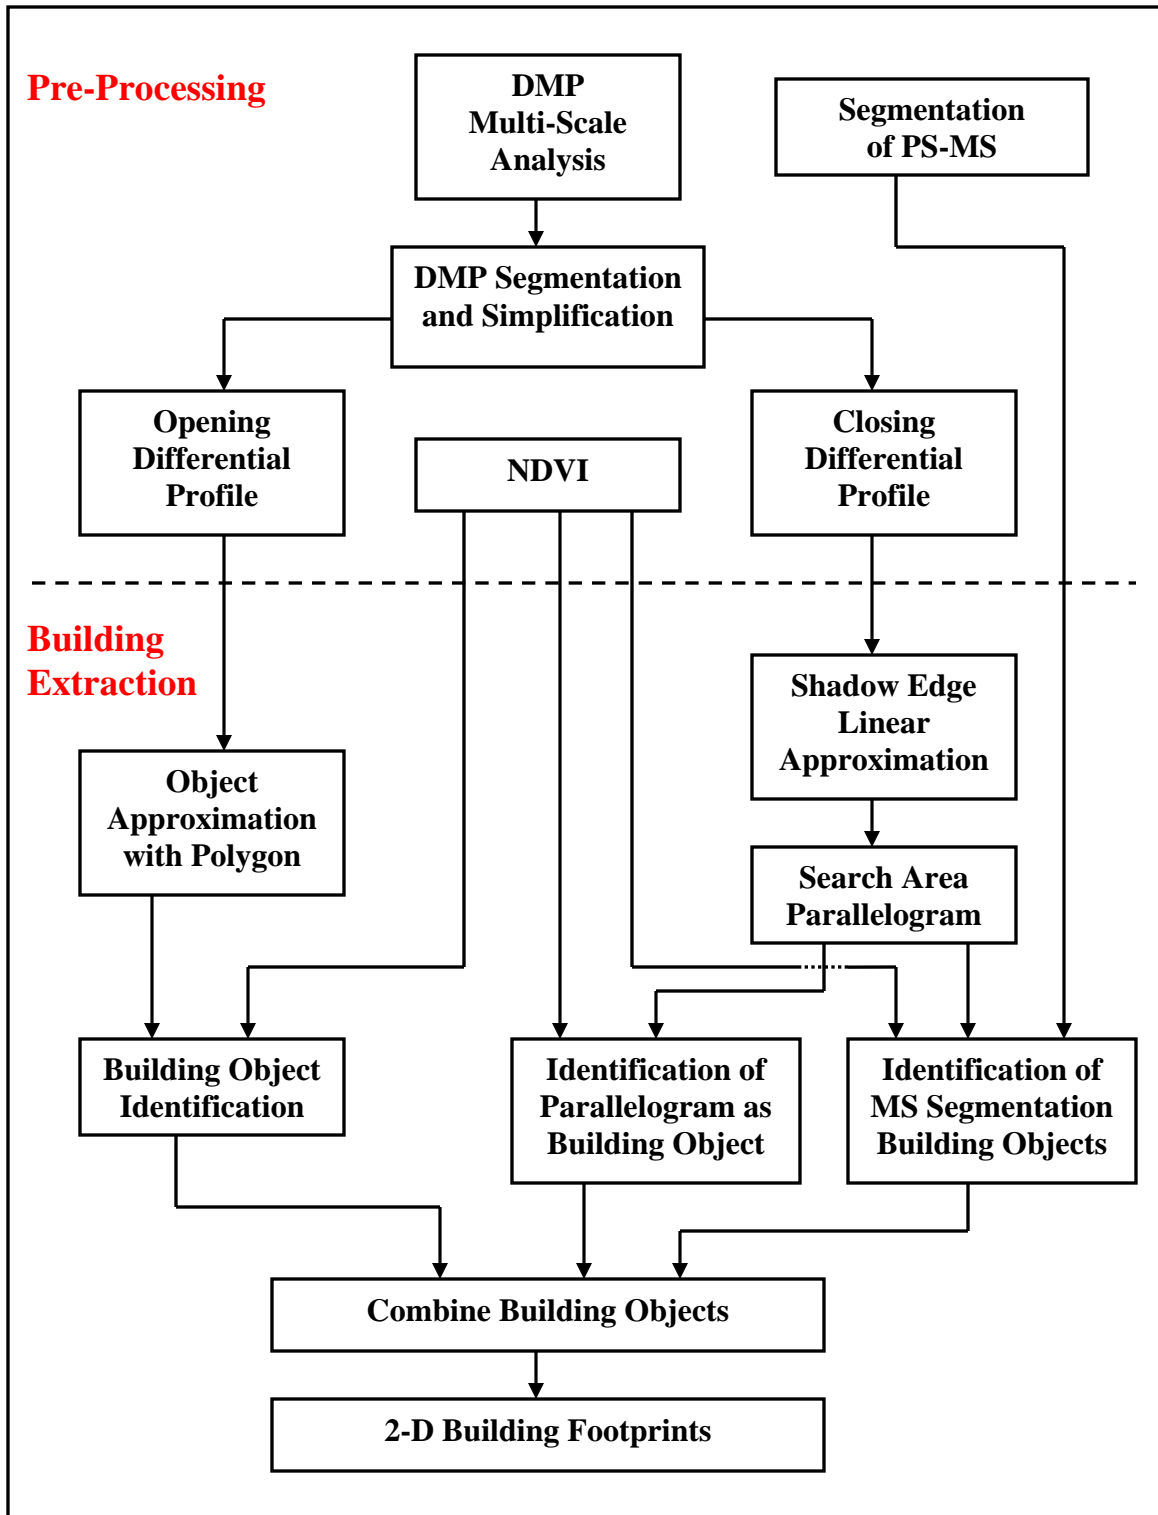 Pre-Processing
DMP
Multi-Scale
Analysis
Segmentation
of PS-MS
DMP Segmentation
and Simplification
Opening
Differential
Profile
NDVI
Closing
Differential
Profile
Building
Extraction
Shadow Edge
Linear
Approximation
Object
Approximation
with Polygon
Search Area
Parallelogram
Building Object
Identification
Identification of
Parallelogram as
Building Object
Identification of
MS Segmentation
Building Objects
Combine Building Objects
2-D Building Footprints